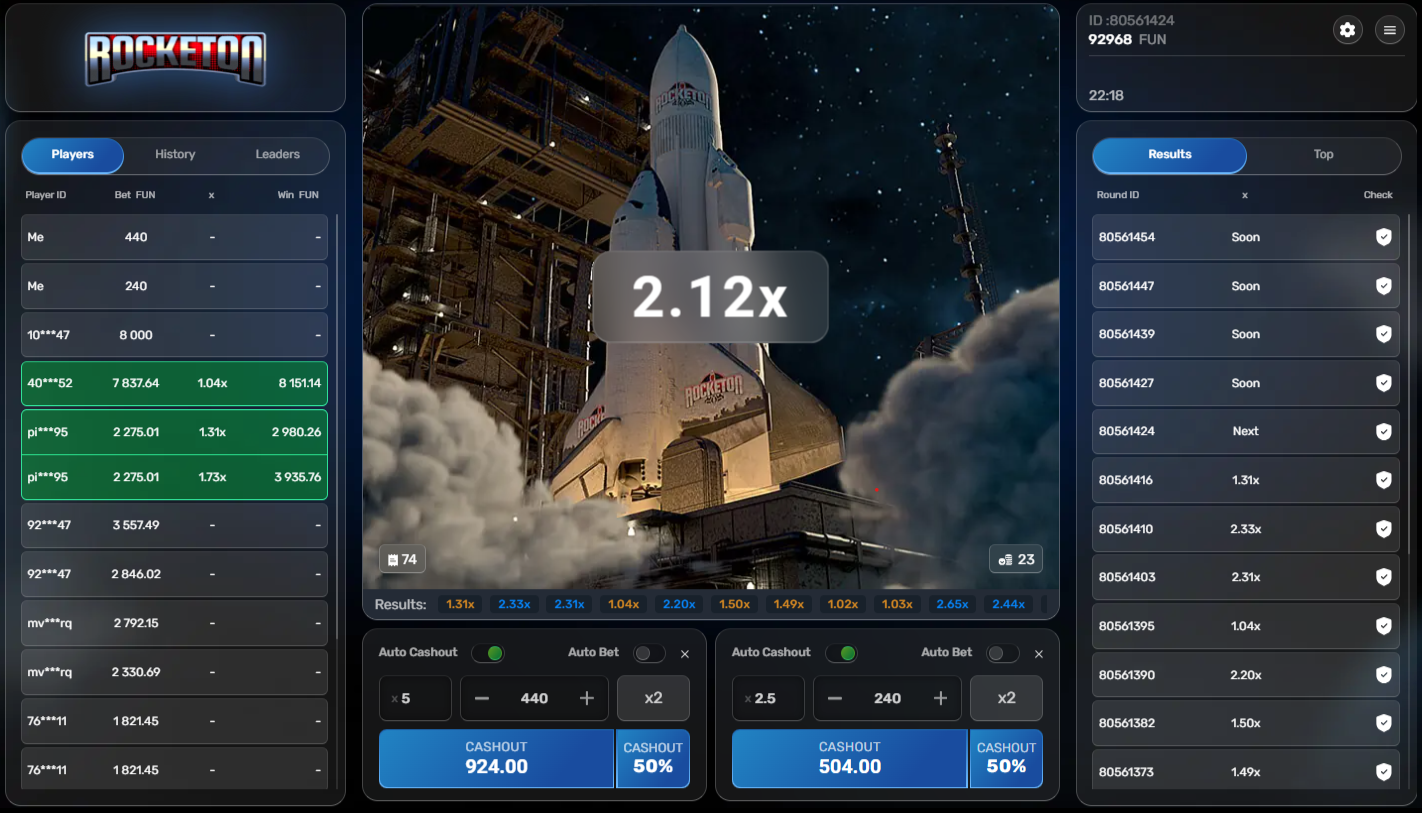 ROCKETON
Players History Leaders
Player ID Bet FUN x Win FUN
Me 440 - -
Me 240 - -
10***47 8 000 - -
40***52 7 837.64 1.04x 8 151.14
pi***95 2 275.01 1.31x 2 980.26
pi***95 2 275.01 1.73x 3 935.76
92***47 3 557.49 - -
92***47 2 846.02 - -
mv***rq 2 792.15 - -
mv***rq 2 330.69 - -
76***11 1 821.45 - -
76***11 1 821.45 - -
ROCKETON
2.12x
ROCKETON
74
23
Results: 1.31x 2.33x 2.31x 1.04x 2.20x 1.50x 1.49x 1.02x 1.03x 2.65x 2.44x
Auto Cashout Auto Bet ×
× 5 — 440 + x2
CASHOUT
924.00
CASHOUT
50%
Auto Cashout Auto Bet ×
× 2.5 — 240 + x2
CASHOUT
504.00
CASHOUT
50%
ID :80561424
92968 FUN
22:18
Results Top
Round ID x Check
80561454 Soon
80561447 Soon
80561439 Soon
80561427 Soon
80561424 Next
80561416 1.31x
80561410 2.33x
80561403 2.31x
80561395 1.04x
80561390 2.20x
80561382 1.50x
80561373 1.49x